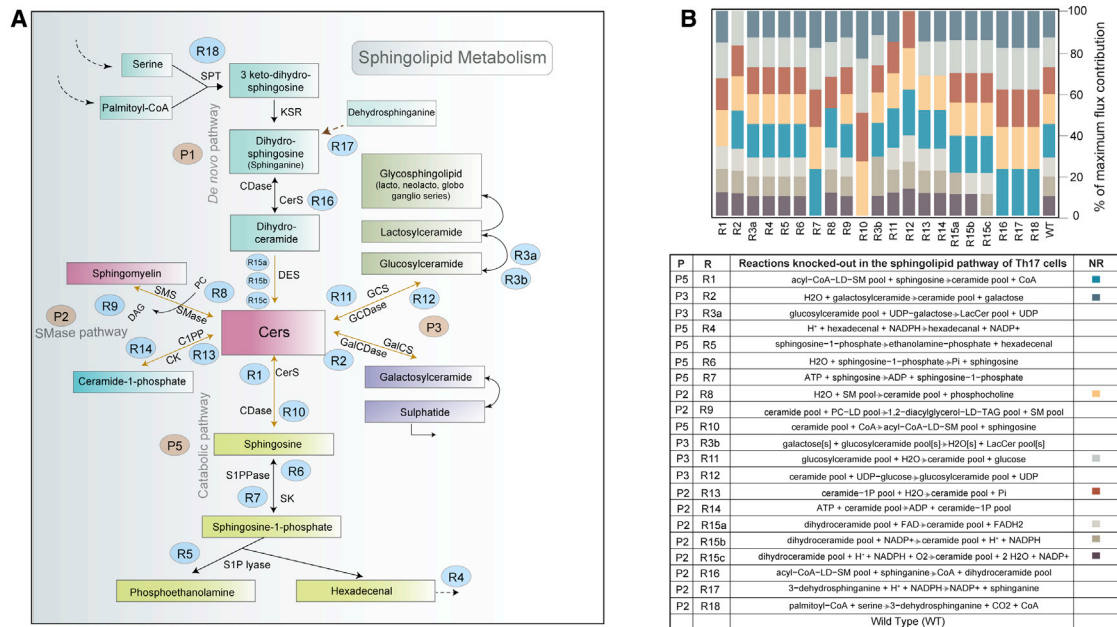 A
Sphingolipid Metabolism
R18
Serine
SPT
Palmitoyl-CoA
3 keto-dihydro-
sphingosine
KSR
Dehydrosphinganine
R17
P1
De novo pathway
Dihydro-
sphingosine
(Sphinganine)
CDase
CerS
R16
Dihydro-
ceramide
R15a
R15b
R15c
DES
Glycosphingolipid
(lacto, neolacto, globo
ganglio series)
Lactosylceramide
Glucosylceramide
R3a
R3b
Sphingomyelin
SMS
PC
R8
R9
DAG
SMase
P2
SMase pathway
Cers
R11
GCS
R12
GCDase
P3
R14
C1PP
CK
R13
Ceramide-1-phosphate
R2
GalCS
GalCDase
Galactosylceramide
Sulphatide
R1
CerS
CDase
R10
P5
Catabolic pathway
Sphingosine
S1PPase
R6
R7
SK
Sphingosine-1-phosphate
R5
S1P lyase
R4
Phosphoethanolamine
Hexadecenal
B
100
80
60
40
20
0
% of maximum flux contribution
R1
R2
R3a
R4
R5
R6
R7
R8
R9
R10
R3b
R11
R12
R13
R14
R15a
R15b
R15c
R16
R17
R18
WT
P R Reactions knocked-out in the sphingolipid pathway of Th17 cells NR
P5 R1 acyl-CoA-LD-SM pool + sphingosine➢ceramide pool + CoA
P3 R2 H2O + galactosylceramide➢ceramide pool + galactose
P3 R3a glucosylceramide pool + UDP-galactose➢LacCer pool + UDP
P5 R4 H⁺ + hexadecenal + NADPH➢hexadecanal + NADP+
P5 R5 sphingosine-1-phosphate➢ethanolamine-phosphate + hexadecenal
P5 R6 H2O + sphingosine-1-phosphate➢Pi + sphingosine
P5 R7 ATP + sphingosine➢ADP + sphingosine-1-phosphate
P2 R8 H2O + SM pool➢ceramide pool + phosphocholine
P2 R9 ceramide pool + PC-LD pool➢1,2-diacylglycerol-LD-TAG pool + SM pool
P5 R10 ceramide pool + CoA➢acyl-CoA-LD-SM pool + sphingosine
P3 R3b galactose[s] + glucosylceramide pool[s]➢H2O[s] + LacCer pool[s]
P3 R11 glucosylceramide pool + H2O➢ceramide pool + glucose
P3 R12 ceramide pool + UDP-glucose➢glucosylceramide pool + UDP
P2 R13 ceramide-1P pool + H2O➢ceramide pool + Pi
P2 R14 ATP + ceramide pool➢ADP + ceramide-1P pool
P2 R15a dihydroceramide pool + FAD➢ceramide pool + FADH2
P2 R15b dihydroceramide pool + NADP+➢ceramide pool + H⁺ + NADPH
P2 R15c dihydroceramide pool + H⁺ + NADPH + O2➢ceramide pool + 2 H2O + NADP+
P2 R16 acyl-CoA-LD-SM pool + sphinganine➢CoA + dihydroceramide pool
P2 R17 3-dehydrosphinganine + H⁺ + NADPH➢NADP+ + sphinganine
P2 R18 palmitoyl-CoA + serine➢3-dehydrosphinganine + CO2 + CoA
Wild Type (WT)